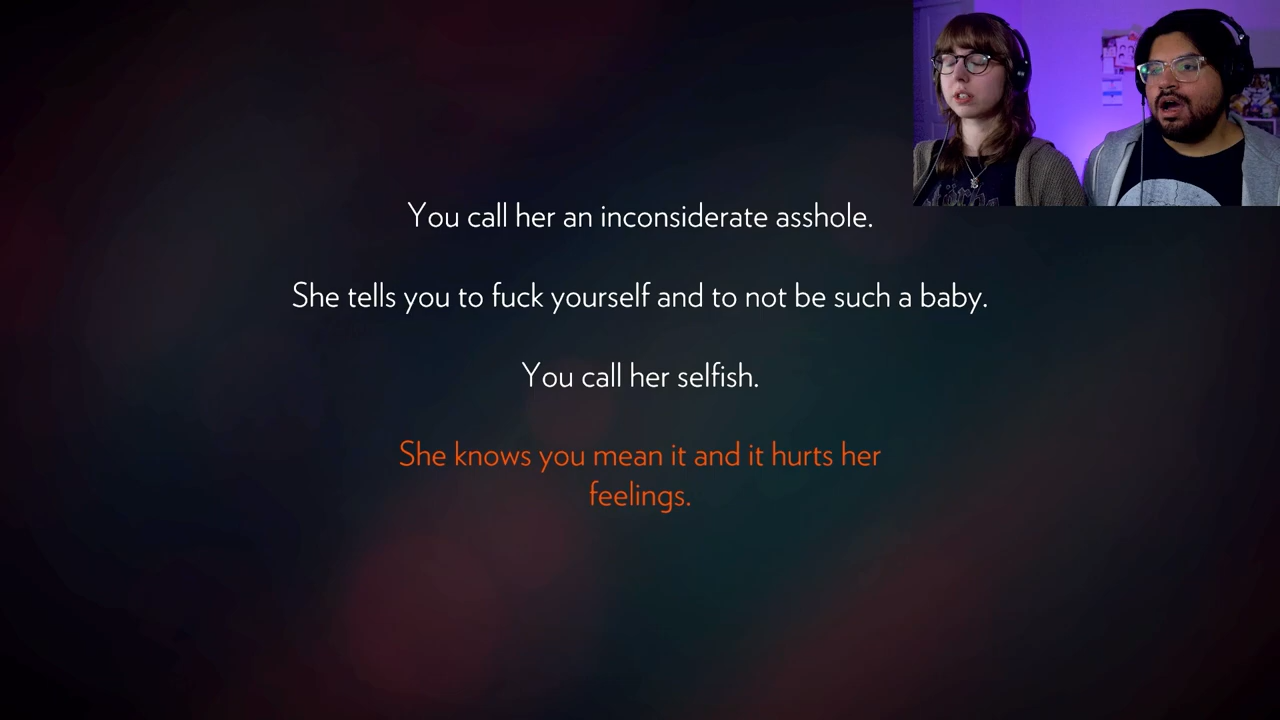 You call her an inconsiderate asshole.
She tells you to fuck yourself and to not be such a baby.
You call her selfish.
She knows you mean it and it hurts her
feelings.